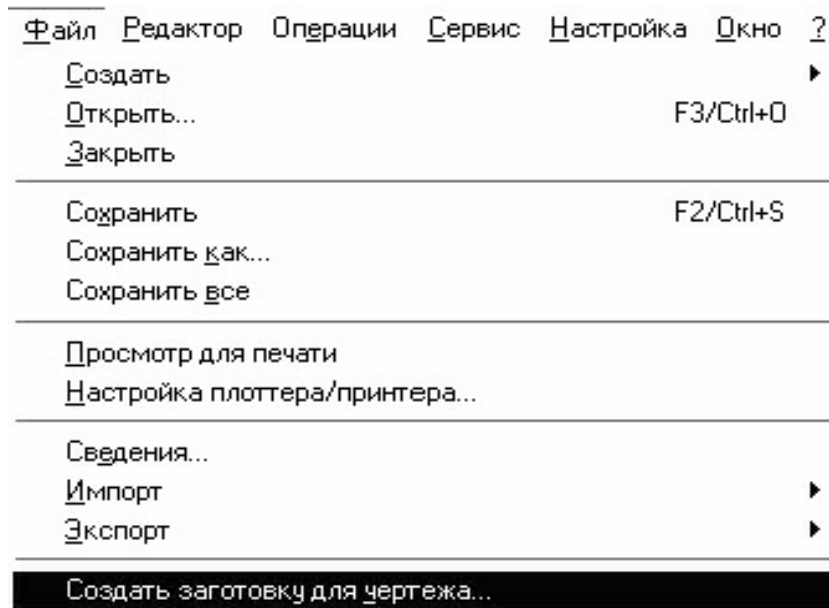 Файл Редактор Операции Сервис Настройка Окно ?
Создать
Открыть... F3/Ctrl+O
Закрыть
Сохранить F2/Ctrl+S
Сохранить как...
Сохранить все
Просмотр для печати
Настройка плоттера/принтера...
Сведения...
Импорт
Экспорт
Создать заготовку для чертежа...